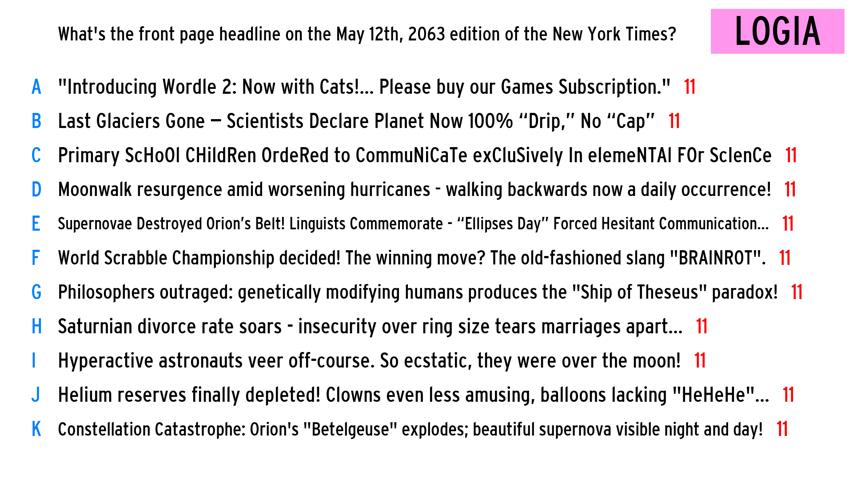 What's the front page headline on the May 12th, 2063 edition of the New York Times?
LOGIA
A "Introducing Wordle 2: Now with Cats!... Please buy our Games Subscription." 11
B Last Glaciers Gone – Scientists Declare Planet Now 100% “Drip,” No “Cap” 11
C Primary ScHoOl CHildRen OrdeRed to CommuNiCaTe exCluSively In elemeNTAl FOr ScIenCe 11
D Moonwalk resurgence amid worsening hurricanes - walking backwards now a daily occurrence! 11
E Supernovae Destroyed Orion’s Belt! Linguists Commemorate - “Ellipses Day” Forced Hesitant Communication... 11
F World Scrabble Championship decided! The winning move? The old-fashioned slang "BRAINROT". 11
G Philosophers outraged: genetically modifying humans produces the "Ship of Theseus" paradox! 11
H Saturnian divorce rate soars - insecurity over ring size tears marriages apart... 11
I Hyperactive astronauts veer off-course. So ecstatic, they were over the moon! 11
J Helium reserves finally depleted! Clowns even less amusing, balloons lacking "HeHeHe"... 11
K Constellation Catastrophe: Orion's "Betelgeuse" explodes; beautiful supernova visible night and day! 11